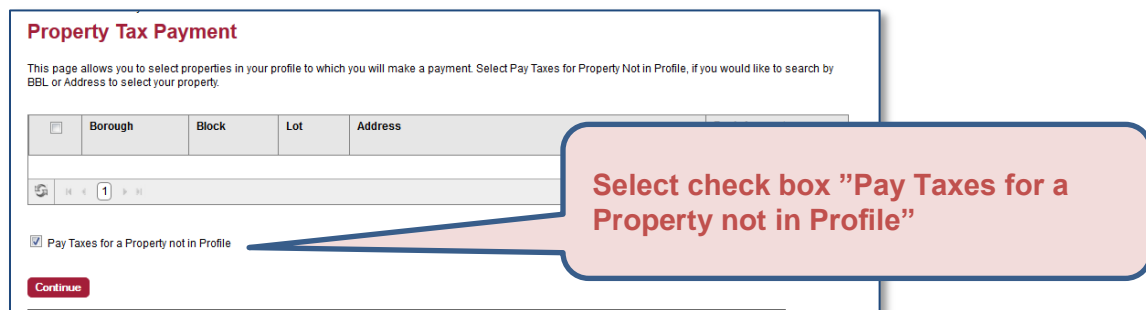 Property Tax Payment
This page allows you to select properties in your profile to which you will make a payment. Select Pay Taxes for Property Not in Profile, if you would like to search by
BBL or Address to select your property.
Borough Block Lot Address
1
Pay Taxes for a Property not in Profile
Continue
Select check box ”Pay Taxes for a
Property not in Profile”